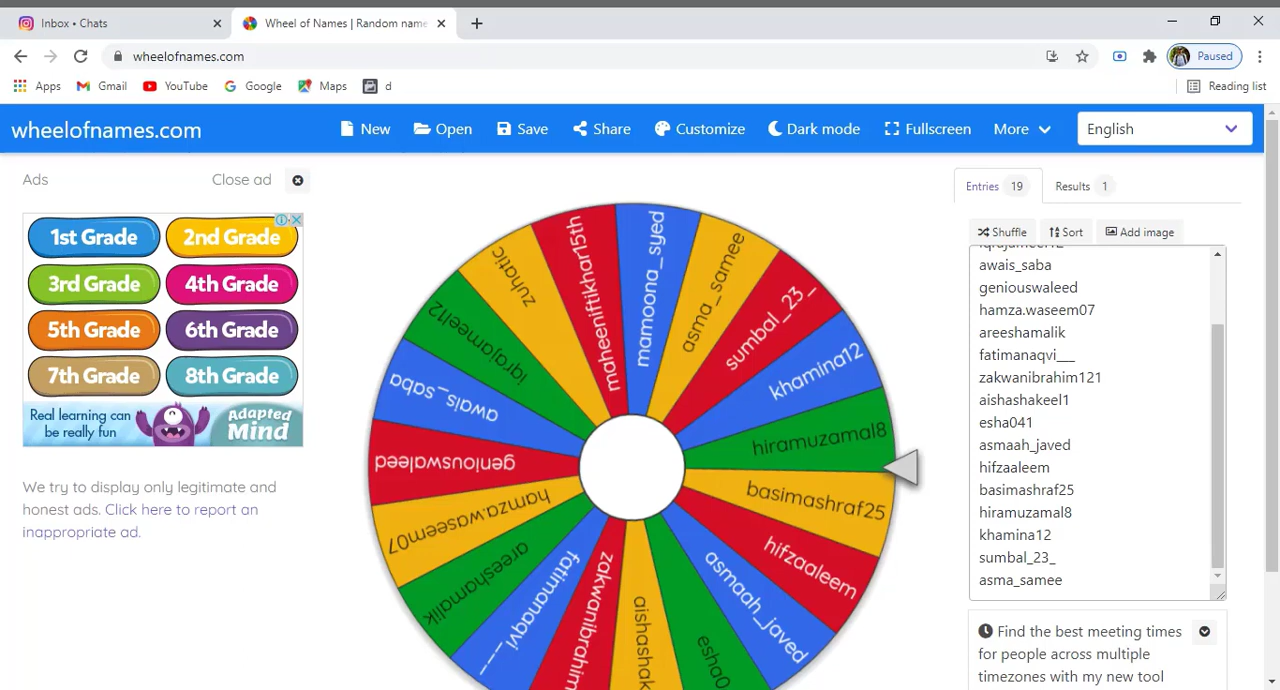 Inbox • Chats
Wheel of Names | Random name
wheelofnames.com
Paused
Apps
Gmail
YouTube
Google
Maps
d
Reading list
wheelofnames.com
New
Open
Save
Share
Customize
Dark mode
Fullscreen
More
English
Ads
Close ad
1st Grade
2nd Grade
3rd Grade
4th Grade
5th Grade
6th Grade
7th Grade
8th Grade
Real learning can
be really fun
Adapted
Mind
We try to display only legitimate and
honest ads. Click here to report an
inappropriate ad.
zuhatic
maheeniftikhar15th
mamoona_syed
asma_samee
sumbal_23_
khamina12
hiramuzamal8
basimashraf25
hifzaaleem
asmaah_javed
esha0
aishashak
zakwanibrahim
fatimanaqvi___
areeshamalik
hamza.waseem07
geniouswaleed
awais_saba
iqrajameel12
Entries 19
Results 1
Shuffle
Sort
Add image
iqrajameel12
awais_saba
geniouswaleed
hamza.waseem07
areeshamalik
fatimanaqvi___
zakwanibrahim121
aishashakeel1
esha041
asmaah_javed
hifzaaleem
basimashraf25
hiramuzamal8
khamina12
sumbal_23_
asma_samee
Find the best meeting times
for people across multiple
timezones with my new tool